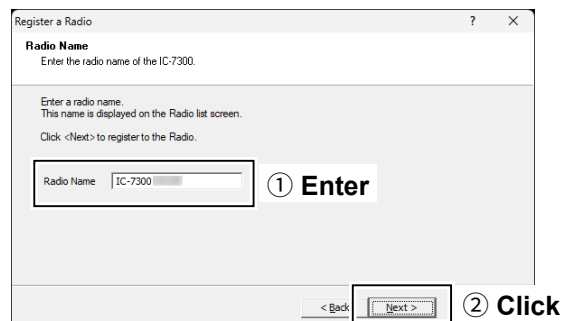 Register a Radio ? ×
Radio Name
Enter the radio name of the IC-7300.
Enter a radio name.
This name is displayed on the Radio list screen.
Click <Next> to register to the Radio.
Radio Name IC-7300
① Enter
< Back Next >
② Click